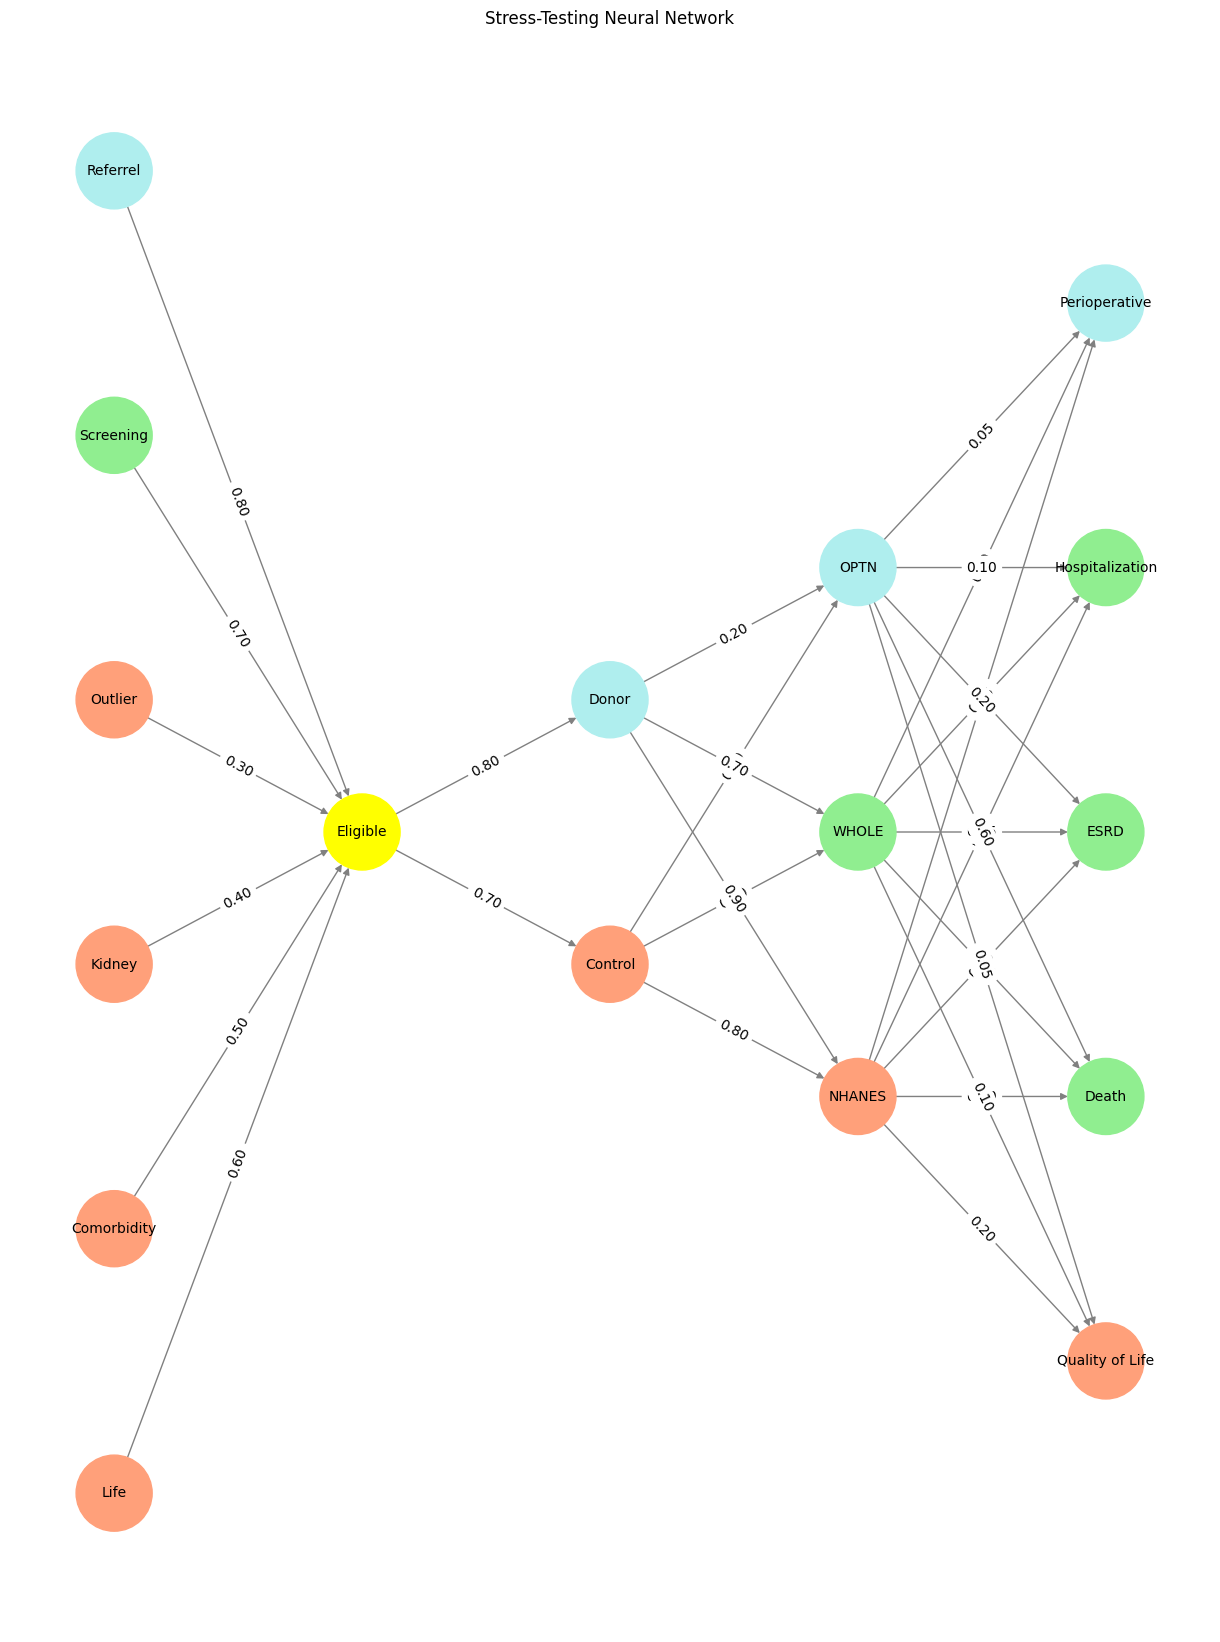 Stress-Testing Neural Network
Referrel
Screening
Outlier
Kidney
Comorbidity
Life
0.80
0.70
0.30
0.40
0.50
0.60
Eligible
0.80
0.70
Donor
Control
0.20
0.70
0.90
0.80
OPTN
WHOLE
NHANES
0.05
0.10
0.20
0.60
0.05
0.10
0.20
Perioperative
Hospitalization
ESRD
Death
Quality of Life